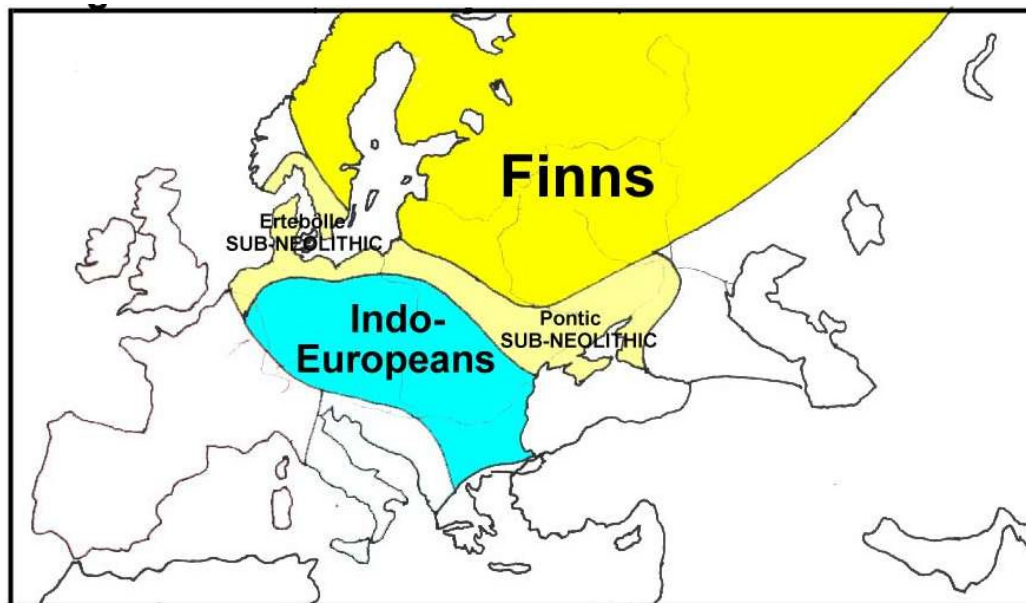 Finns
Ertebölle
SUB-NEOLITHIC
Indo-
Europeans
Pontic
SUB-NEOLITHIC